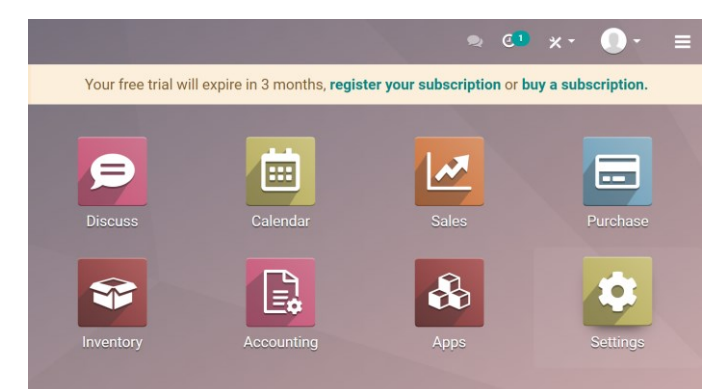 1
Your free trial will expire in 3 months, register your subscription or buy a subscription.
Discuss Calendar Sales Purchase
Inventory Accounting Apps Settings